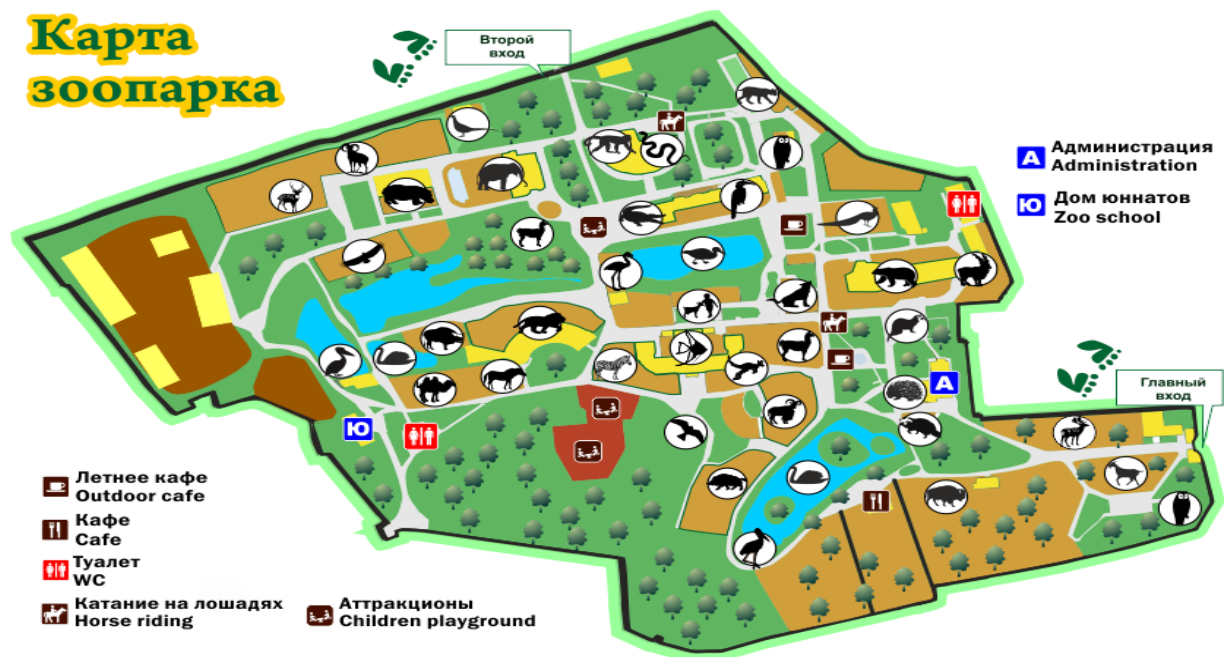 Карта
зоопарка
Второй
вход
А
Администрация
Administration
Ю
Дом юннатов
Zoo school
А
Главный
вход
Ю
Летнее кафе
Outdoor cafe
Кафе
Cafe
Туалет
WC
Катание на лошадях
Horse riding
Аттракционы
Children playground